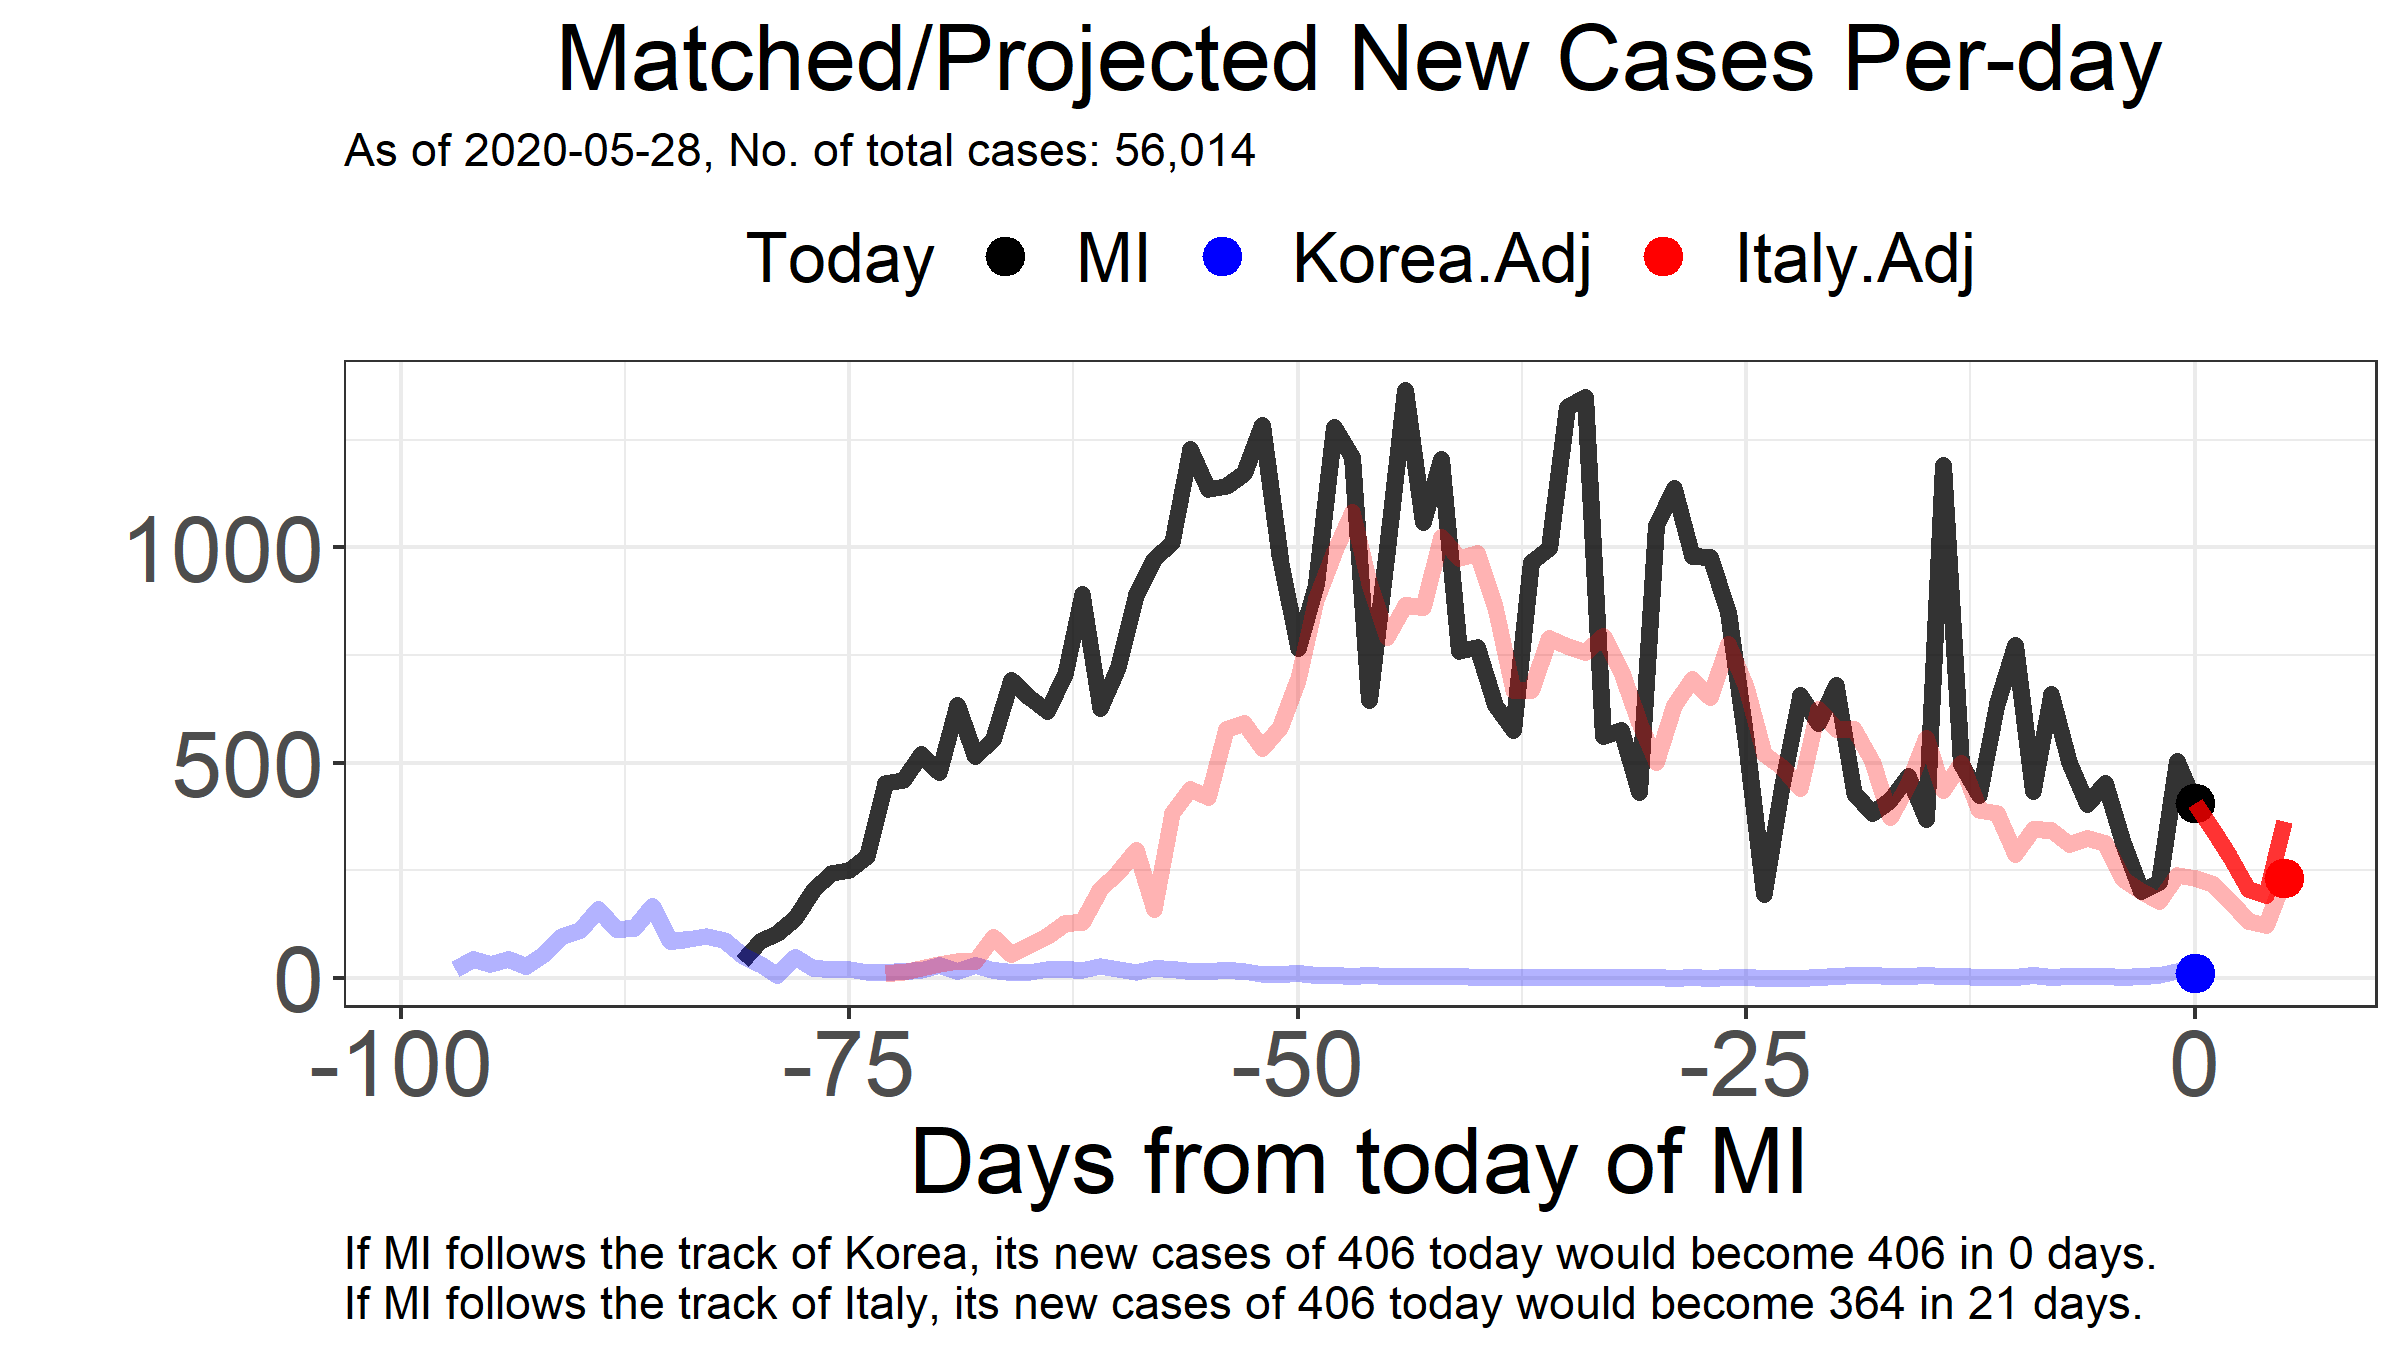 Matched/Projected New Cases Per-day
As of 2020-05-28, No. of total cases: 56,014
Today MI Korea.Adj Italy.Adj
1000
500
0
-100 -75 -50 -25 0
Days from today of MI
If MI follows the track of Korea, its new cases of 406 today would become 406 in 0 days.
If MI follows the track of Italy, its new cases of 406 today would become 364 in 21 days.